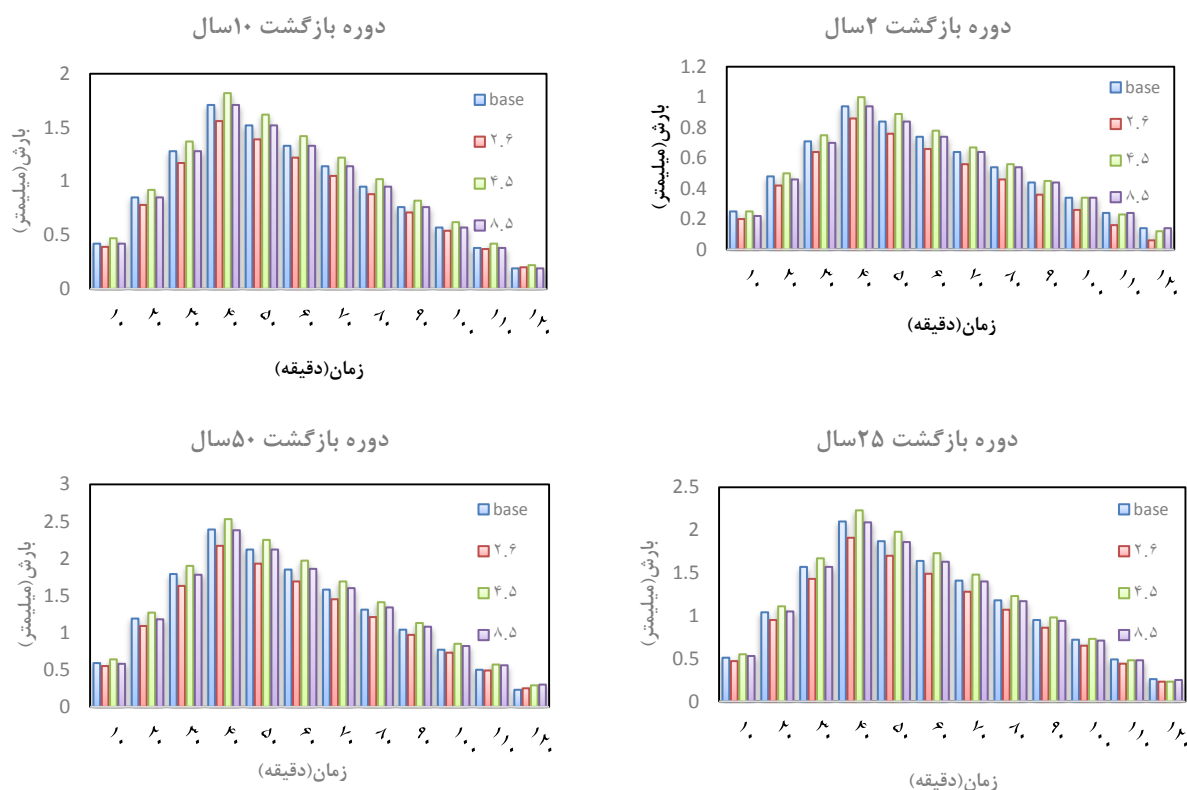 دوره بازگشت ۲سال
1.2
1
0.8
0.6
0.4
0.2
0
بارش(میلیمتر)
base
۲.۶
۴.۵
۸.۵
۱۰ ۲۰ ۳۰ ۴۰ ۵۰ ۶۰ ۷۰ ۸۰ ۹۰ ۱۰۰ ۱۱۰ ۱۲۰
زمان(دقیقه)
دوره بازگشت ۱۰سال
2
1.5
1
0.5
0
بارش(میلیمتر)
base
۲.۶
۴.۵
۸.۵
۱۰ ۲۰ ۳۰ ۴۰ ۵۰ ۶۰ ۷۰ ۸۰ ۹۰ ۱۰۰ ۱۱۰ ۱۲۰
زمان(دقیقه)
دوره بازگشت ۲۵سال
2.5
2
1.5
1
0.5
0
بارش(میلیمتر)
base
۲.۶
۴.۵
۸.۵
۱۰ ۲۰ ۳۰ ۴۰ ۵۰ ۶۰ ۷۰ ۸۰ ۹۰ ۱۰۰ ۱۱۰ ۱۲۰
زمان(دقیقه)
دوره بازگشت ۵۰سال
3
2.5
2
1.5
1
0.5
0
بارش(میلیمتر)
base
۲.۶
۴.۵
۸.۵
۱۰ ۲۰ ۳۰ ۴۰ ۵۰ ۶۰ ۷۰ ۸۰ ۹۰ ۱۰۰ ۱۱۰ ۱۲۰
زمان(دقیقه)